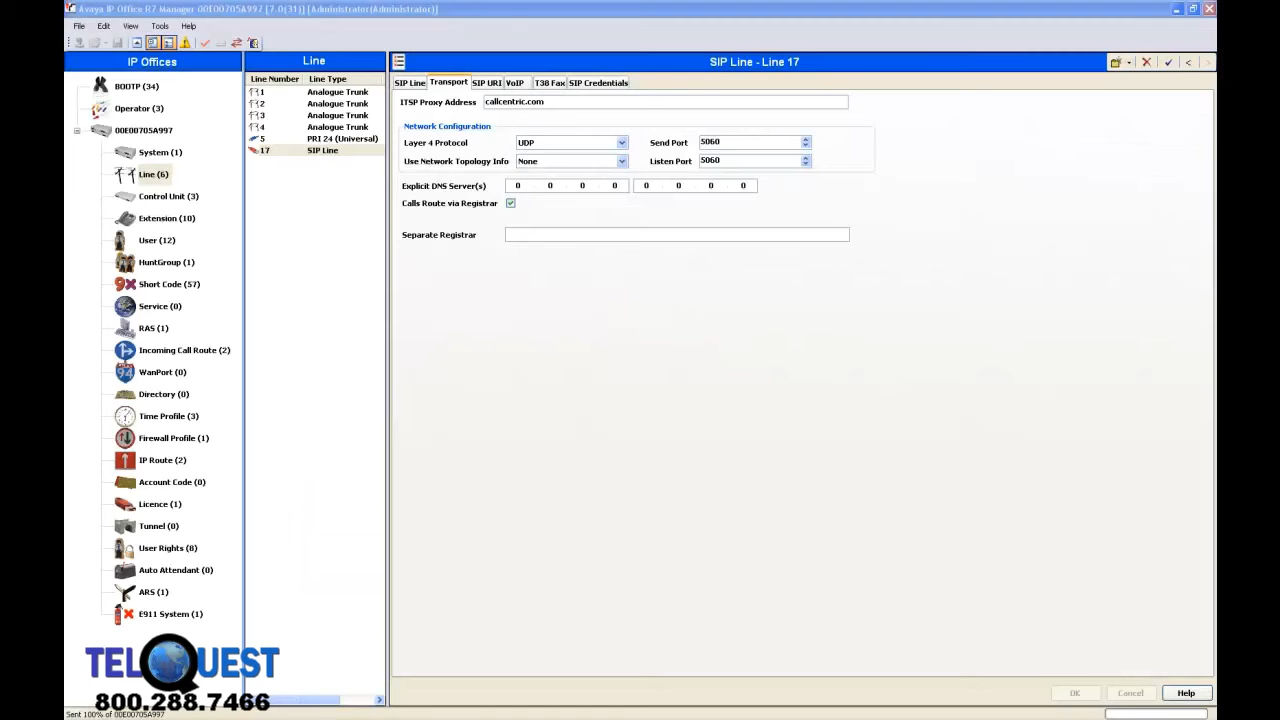 Avaya IP Office R7 Manager 00E00705A997 [7.0(31)] [Administrator(Administrator)]
File Edit View Tools Help
IP Offices
BOOTP (34)
Operator (3)
00E00705A997
System (1)
Line (6)
Control Unit (3)
Extension (10)
User (12)
HuntGroup (1)
Short Code (57)
Service (0)
RAS (1)
Incoming Call Route (2)
WanPort (0)
Directory (0)
Time Profile (3)
Firewall Profile (1)
IP Route (2)
Account Code (0)
Licence (1)
Tunnel (0)
User Rights (8)
Auto Attendant (0)
ARS (1)
E911 System (1)
Line
Line Number Line Type
1 Analogue Trunk
2 Analogue Trunk
3 Analogue Trunk
4 Analogue Trunk
5 PRI 24 (Universal)
17 SIP Line
SIP Line - Line 17
SIP Line Transport SIP URI VoIP T38 Fax SIP Credentials
ITSP Proxy Address callcentric.com
Network Configuration
Layer 4 Protocol UDP Send Port 5060
Use Network Topology Info None Listen Port 5060
Explicit DNS Server(s) 0 0 0 0 0 0 0 0
Calls Route via Registrar
Separate Registrar
OK Cancel Help
TELQUEST
800.288.7466
Sent 100% of 00E00705A997